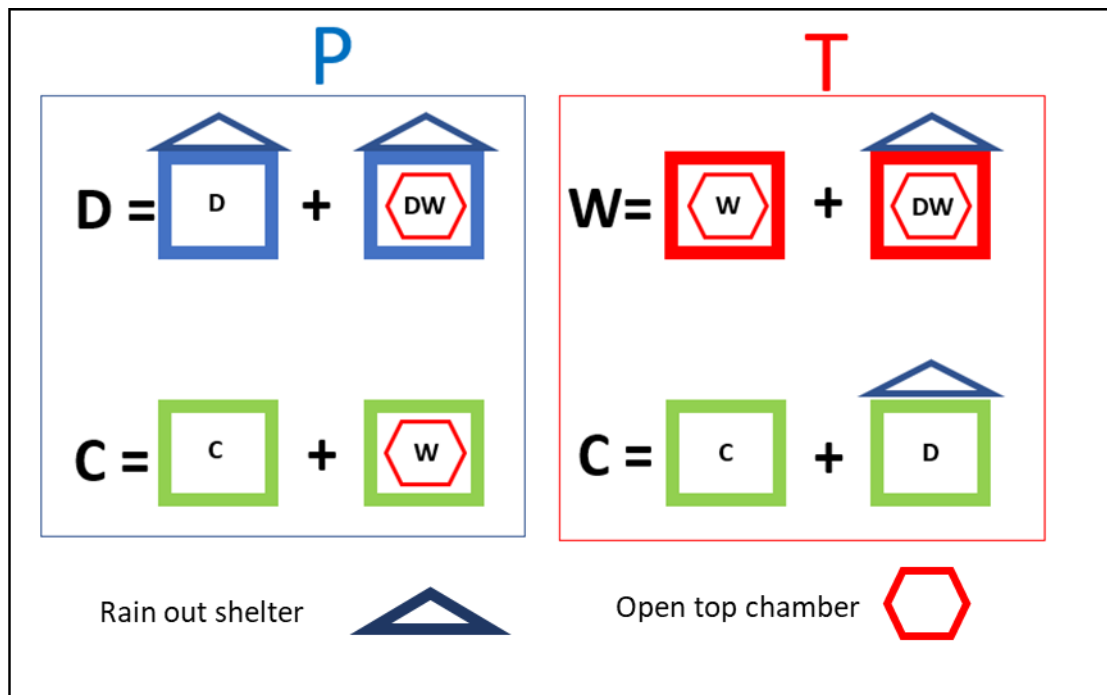 P
D = D + DW
C = C + W
T
W= W + DW
C = C + D
Rain out shelter
Open top chamber